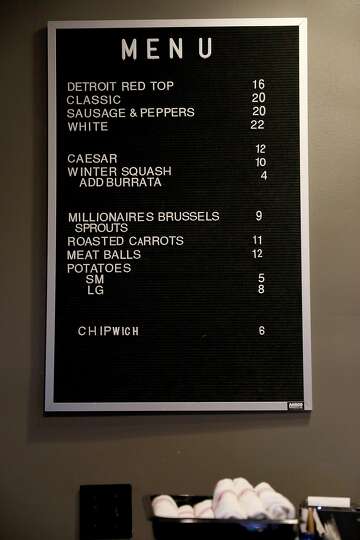 MENU
DETROIT RED TOP 16
CLASSIC 20
SAUSAGE & PEPPERS 20
WHITE 22
CAESAR 12
WINTER SQUASH 10
ADD BURRATA 4
MILLIONAIRES BRUSSELS 9
SPROUTS
ROASTED CARROTS 11
MEAT BALLS 12
POTATOES
SM 5
LG 8
CHIPWICH 6